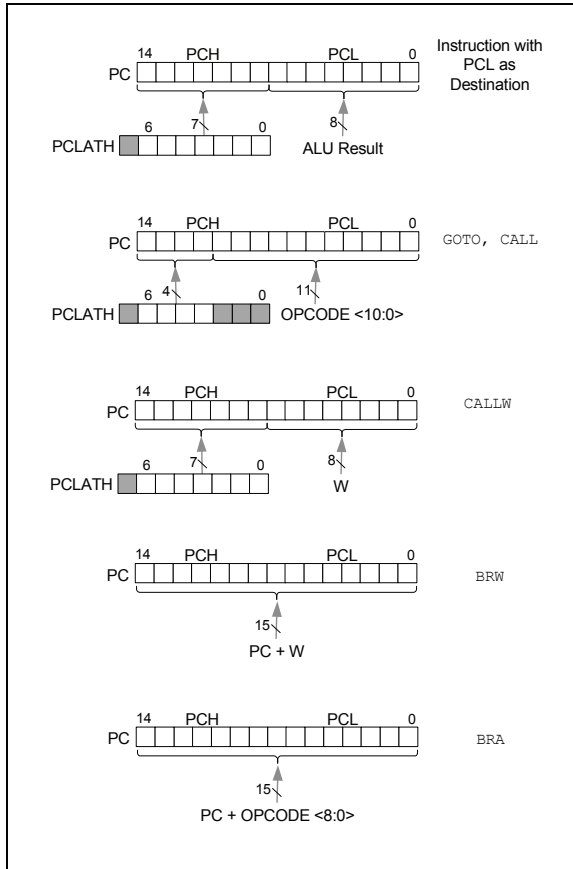 14 PCH PCL 0
PC
Instruction with
PCL as
Destination
6 7 0 8
PCLATH ALU Result
14 PCH PCL 0
PC
GOTO, CALL
6 4 0 11
PCLATH OPCODE <10:0>
14 PCH PCL 0
PC
CALLW
6 7 0 8
PCLATH W
14 PCH PCL 0
PC
BRW
15
PC + W
14 PCH PCL 0
PC
BRA
15
PC + OPCODE <8:0>